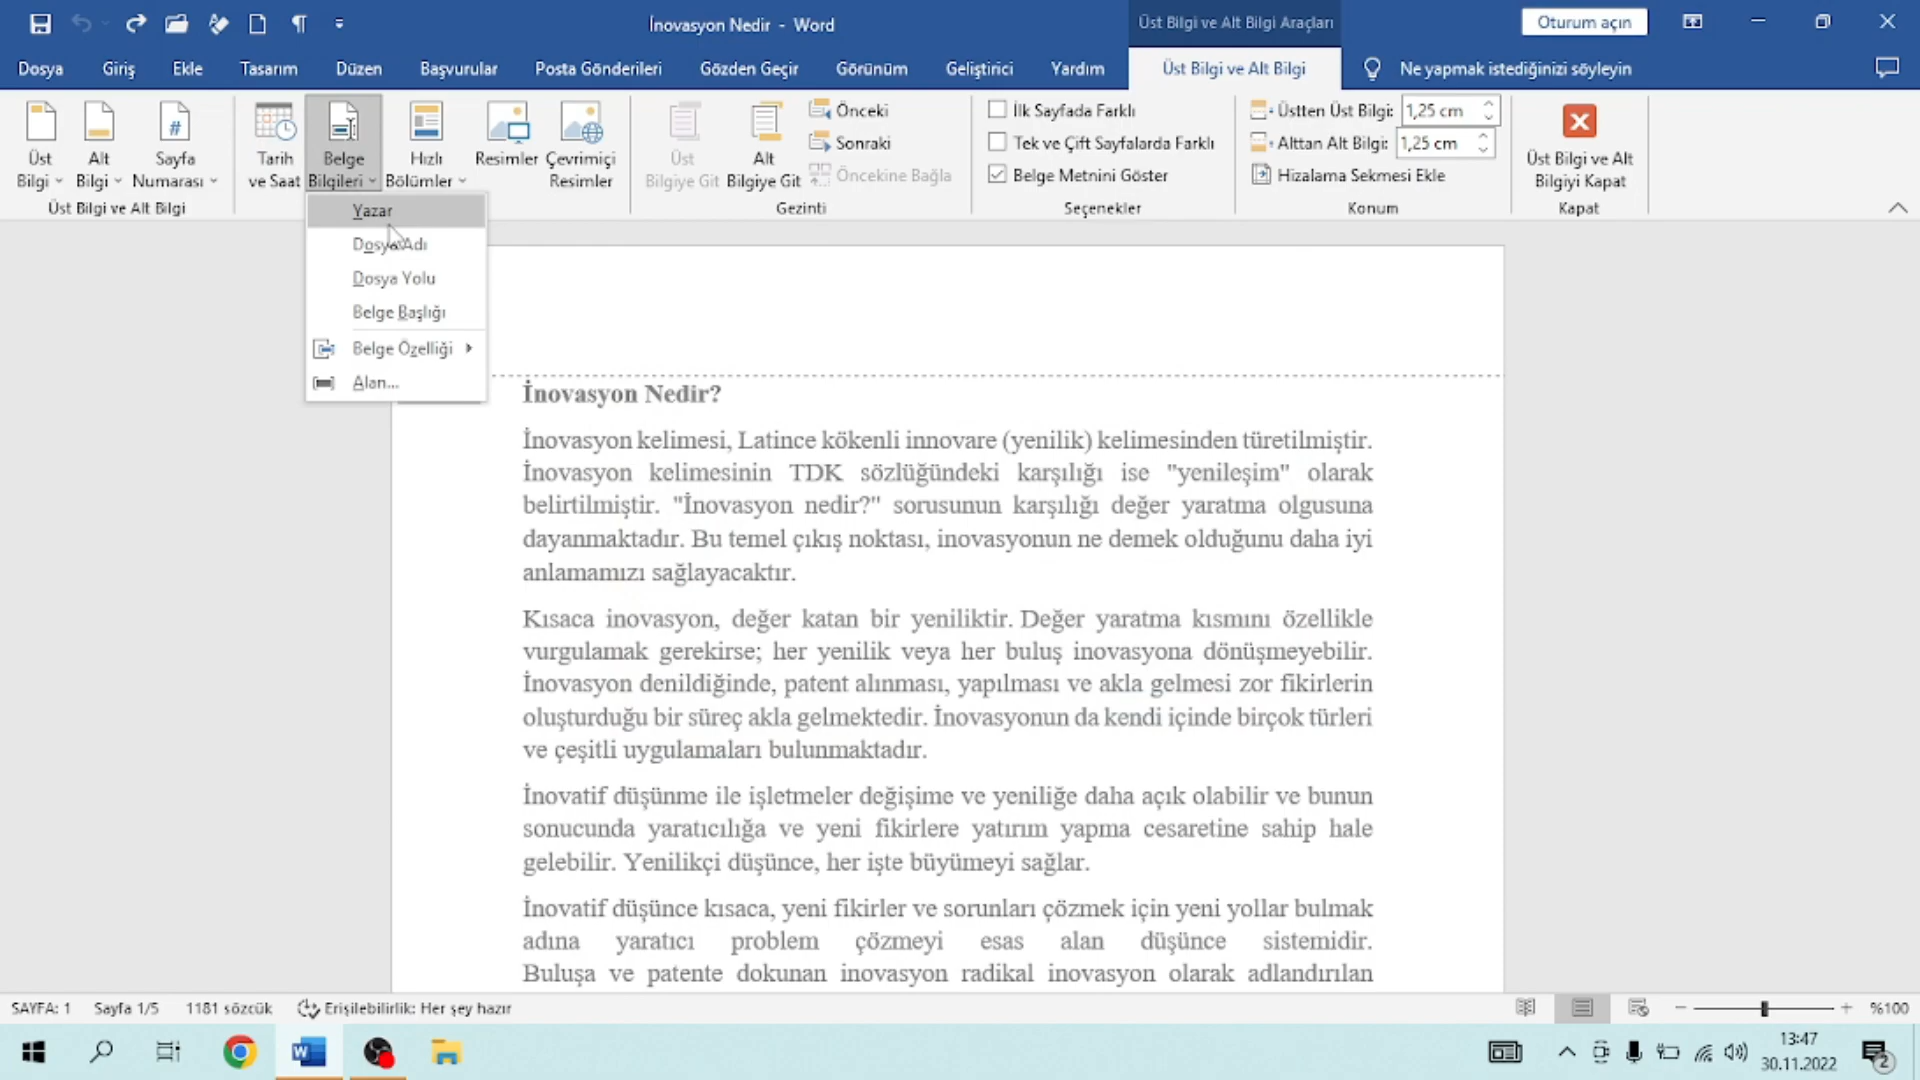 İnovasyon Nedir - Word
Üst Bilgi ve Alt Bilgi Araçları
Oturum açın
Dosya
Giriş
Ekle
Tasarım
Düzen
Başvurular
Posta Gönderileri
Gözden Geçir
Görünüm
Geliştirici
Yardım
Üst Bilgi ve Alt Bilgi
Ne yapmak istediğinizi söyleyin
Üst Bilgi
Alt Bilgi
Sayfa Numarası
Üst Bilgi ve Alt Bilgi
Tarih ve Saat
Belge Bilgileri
Hızlı Bölümler
Resimler
Çevrimiçi Resimler
Üst Bilgiye Git
Alt Bilgiye Git
Önceki
Sonraki
Öncekine Bağla
Gezinti
İlk Sayfada Farklı
Tek ve Çift Sayfalarda Farklı
Belge Metnini Göster
Seçenekler
Üstten Üst Bilgi: 1,25 cm
Alttan Alt Bilgi: 1,25 cm
Hizalama Sekmesi Ekle
Konum
Üst Bilgi ve Alt Bilgiyi Kapat
Kapat
Yazar
Dosya Adı
Dosya Yolu
Belge Başlığı
Belge Özelliği
Alan...
İnovasyon Nedir?
İnovasyon kelimesi, Latince kökenli innovare (yenilik) kelimesinden türetilmiştir.
İnovasyon kelimesinin TDK sözlüğündeki karşılığı ise "yenileşim" olarak
belirtilmiştir. "İnovasyon nedir?" sorusunun karşılığı değer yaratma olgusuna
dayanmaktadır. Bu temel çıkış noktası, inovasyonun ne demek olduğunu daha iyi
anlamamızı sağlayacaktır.
Kısaca inovasyon, değer katan bir yeniliktir. Değer yaratma kısmını özellikle
vurgulamak gerekirse; her yenilik veya her buluş inovasyona dönüşmeyebilir.
İnovasyon denildiğinde, patent alınması, yapılması ve akla gelmesi zor fikirlerin
oluşturduğu bir süreç akla gelmektedir. İnovasyonun da kendi içinde birçok türleri
ve çeşitli uygulamaları bulunmaktadır.
İnovatif düşünme ile işletmeler değişime ve yeniliğe daha açık olabilir ve bunun
sonucunda yaratıcılığa ve yeni fikirlere yatırım yapma cesaretine sahip hale
gelebilir. Yenilikçi düşünce, her işte büyümeyi sağlar.
İnovatif düşünce kısaca, yeni fikirler ve sorunları çözmek için yeni yollar bulmak
adına yaratıcı problem çözmeyi esas alan düşünce sistemidir.
Buluşa ve patente dokunan inovasyon radikal inovasyon olarak adlandırılan
SAYFA: 1
Sayfa 1/5
1181 sözcük
Erişilebilirlik: Her şey hazır
%100
13:47
30.11.2022
2